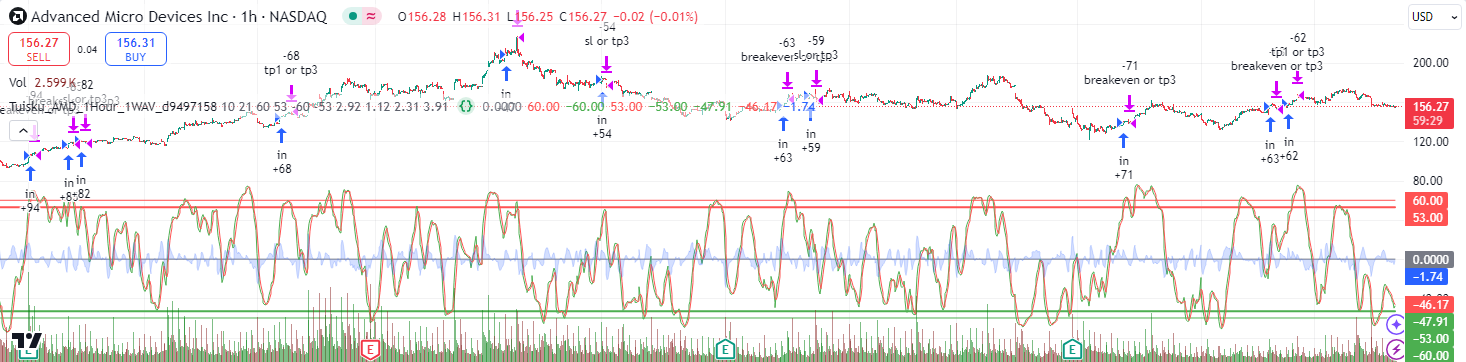 Advanced Micro Devices Inc · 1h · NASDAQ O156.28 H156.31 L156.25 C156.27 −0.02 (−0.01%)
USD
156.27 SELL
0.04
156.31 BUY
Vol 2.599 K
Tuisku_AMD_1Hour_1WAV_d9497158 10 21 60 53 −60 −53 2.92 1.12 2.31 3.91 0.0000 60.00 −60.00 53.00 −53.00 −47.91 −46.17 −1.74
-68
tp1 or tp3
-54
sl or tp3
-63
breakeven
-59
sl or tp3
-71
breakeven or tp3
-62
tp1 or tp3
breakeven or tp3
in
+94
in
in
+82
in
+68
in
in
+54
in
+63
in
+59
in
+71
in
+63
in
+62
200.00
156.27
59:29
120.00
80.00
60.00
53.00
0.0000
−1.74
−46.17
−47.91
−53.00
−60.00
E
E
E